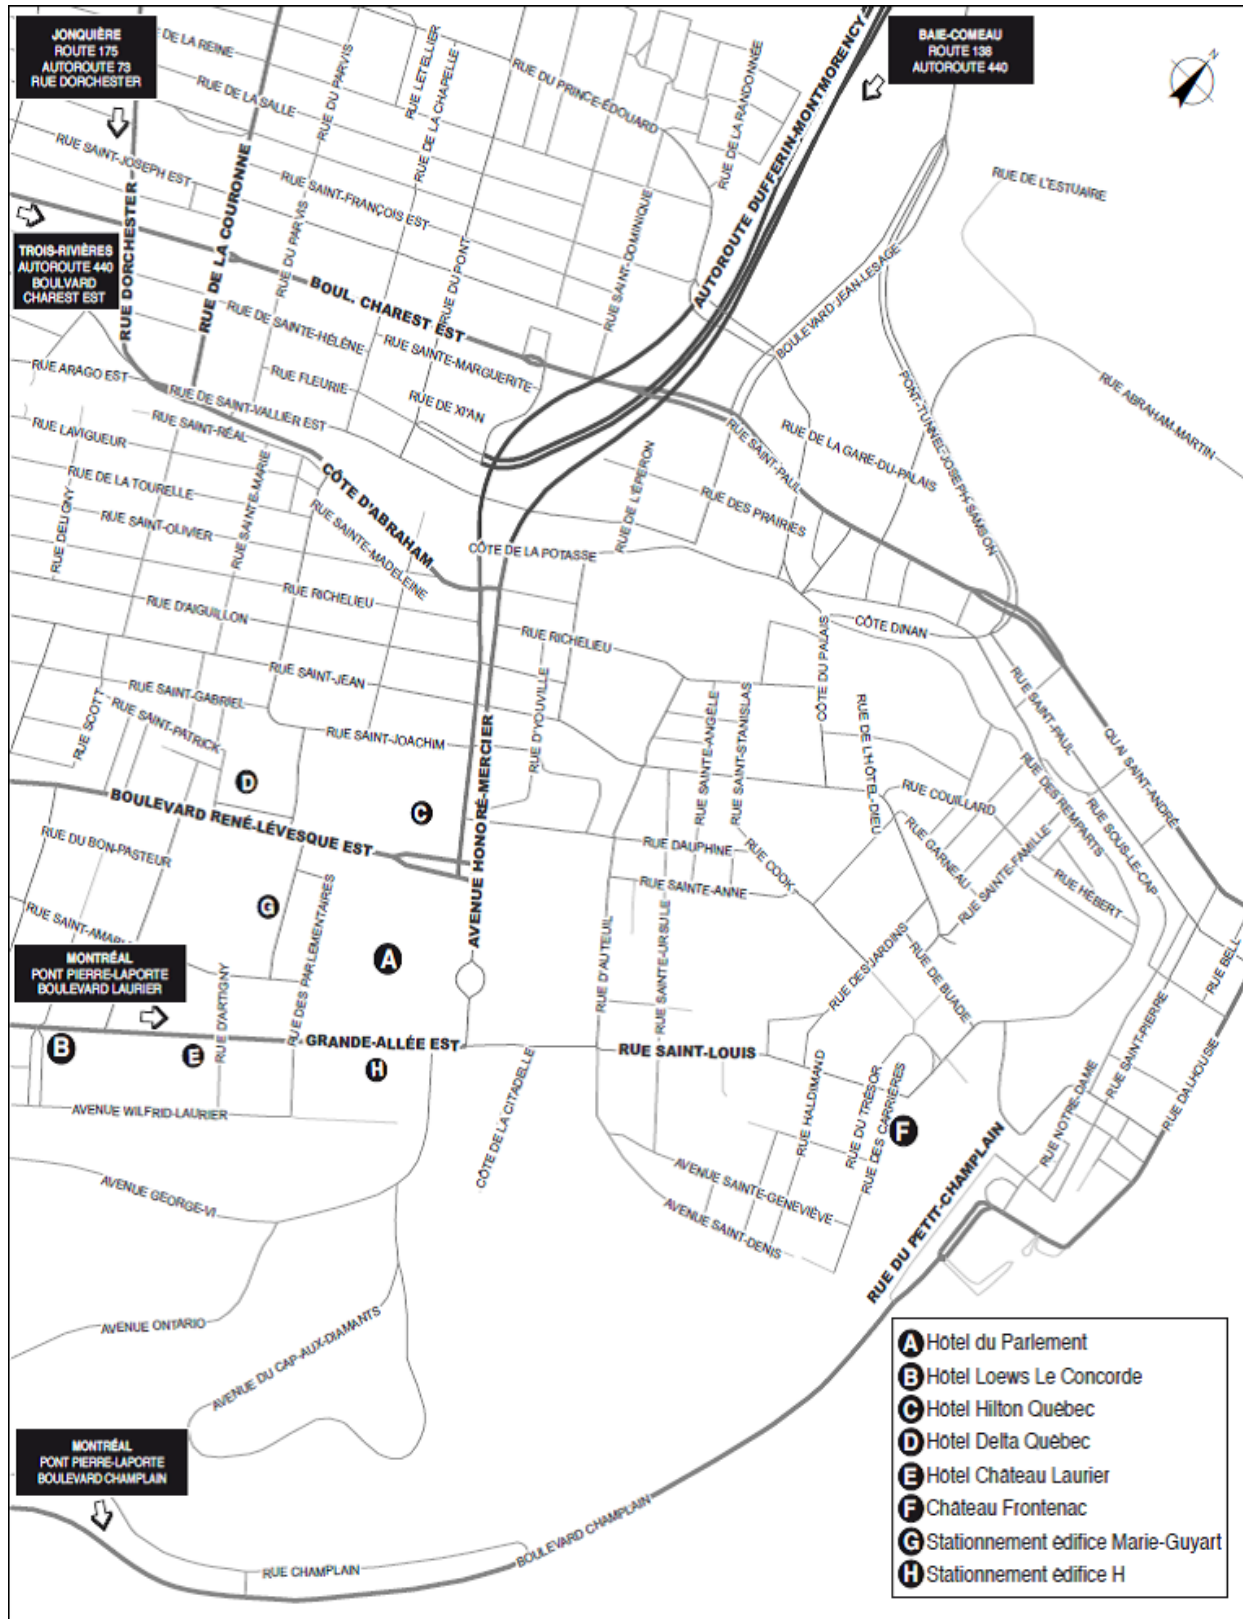 JONQUIÈRE
ROUTE 175
AUTOROUTE 73
RUE DORCHESTER
BAIE-COMEAU
ROUTE 138
AUTOROUTE 440
N
DE LA REINE
RUE DU PARVIS
RUE LETELLIER
RUE DE LA CHAPELLE
RUE DU PRINCE-ÉDOUARD
RUE DE LA RANDONNÉE
AUTOROUTE DUFFERIN-MONTMORENCY
RUE DE LA SALLE
RUE SAINT-JOSEPH EST
RUE SAINT-FRANÇOIS EST
RUE DE L'ESTUAIRE
TROIS-RIVIÈRES
AUTOROUTE 440
BOULVARD
CHAREST EST
RUE DORCHESTER
RUE DE LA COURONNE
RUE DU PARVIS
BOUL. CHAREST EST
RUE DU PONT
RUE SAINT-DOMINIQUE
BOULEVARD JEAN-LESAGE
RUE DE SAINTE-HÉLÈNE
RUE SAINTE-MARGUERITE
RUE ARAGO EST
RUE FLEURIE
RUE DE XI'AN
RUE DE SAINT-VALLIER EST
PONT-TUNNEL-JOSEPH-SAMSON
RUE ABRAHAM-MARTIN
RUE LAVIGUEUR
RUE SAINT-RÉAL
RUE SAINT-PAUL
RUE DE LA GARE-DU-PALAIS
RUE DE LA TOURELLE
RUE SAINTE-MARIE
CÔTE D'ABRAHAM
RUE DE L'ÉPERON
RUE DES PRAIRIES
RUE DELIGNY
RUE SAINT-OLIVIER
RUE SAINTE-MADELEINE
CÔTE DE LA POTASSE
RUE RICHELIEU
RUE D'AIGUILLON
RUE RICHELIEU
CÔTE DINAN
RUE SAINT-JEAN
RUE SAINT-GABRIEL
RUE SCOTT
RUE SAINT-PATRICK
RUE SAINT-JOACHIM
AVENUE HONORÉ-MERCIER
RUE D'YOUVILLE
RUE SAINTE-ANGÈLE
RUE SAINT-STANISLAS
CÔTE DU PALAIS
RUE DE L'HÔTEL-DIEU
RUE SAINT-PAUL
QUAI SAINT-ANDRÉ
D
C
BOULEVARD RENÉ-LÉVESQUE EST
RUE COUILLARD
RUE DES REMPARTS
RUE SOUS-LE-CAP
RUE DU BON-PASTEUR
RUE DAUPHINE
RUE COOK
RUE GARNEAU
RUE SAINTE-FAMILLE
RUE HÉBERT
RUE SAINTE-ANNE
G
RUE DES PARLEMENTAIRES
RUE SAINT-AMABL
A
RUE D'AUTEUIL
RUE SAINTE-URSULE
RUE DESJARDINS
RUE DE BUADE
RUE BELL
MONTRÉAL
PONT PIERRE-LAPORTE
BOULEVARD LAURIER
RUE D'ARTIGNY
RUE SAINT-PIERRE
RUE DALHOUSIE
B
E
GRANDE-ALLÉE EST
H
RUE SAINT-LOUIS
CÔTE DE LA CITADELLE
RUE HALDIMAND
RUE DU TRÉSOR
RUE DES CARRIÈRES
F
RUE NOTRE-DAME
AVENUE WILFRID-LAURIER
AVENUE SAINTE-GENEVIÈVE
AVENUE SAINT-DENIS
AVENUE GEORGE-VI
RUE DU PETIT-CHAMPLAIN
AVENUE ONTARIO
AVENUE DU CAP-AUX-DIAMANTS
MONTRÉAL
PONT PIERRE-LAPORTE
BOULEVARD CHAMPLAIN
RUE CHAMPLAIN
BOULEVARD CHAMPLAIN
A Hôtel du Parlement
B Hôtel Loews Le Concorde
C Hôtel Hilton Québec
D Hôtel Delta Québec
E Hôtel Château Laurier
F Château Frontenac
G Stationnement édifice Marie-Guyart
H Stationnement édifice H